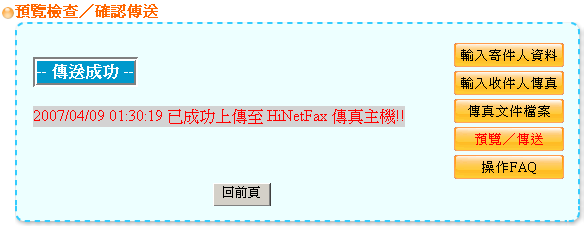 預覽檢查／確認傳送
-- 傳送成功 --
2007/04/09 01:30:19 已成功上傳至 HiNetFax 傳真主機!!
回前頁
輸入寄件人資料
輸入收件人傳真
傳真文件檔案
預覽／傳送
操作FAQ